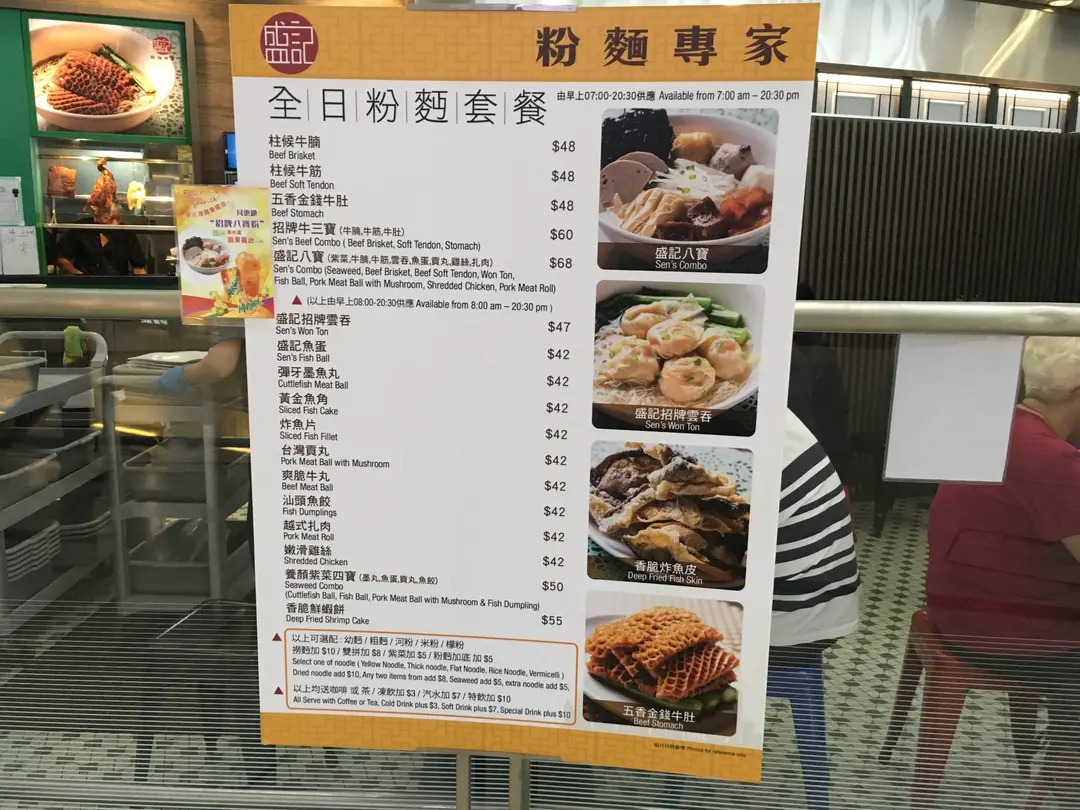 盛記
粉麵專家
全日粉麪套餐
由早上07:00-20:30供應 Available from 7:00 am – 20:30 pm
柱候牛腩 $48
Beef Brisket
柱候牛筋 $48
Beef Soft Tendon
五香金錢牛肚 $48
Beef Stomach
招牌牛三寶 (牛腩,牛筋,牛肚) $60
Sen's Beef Combo ( Beef Brisket, Soft Tendon, Stomach)
盛記八寶 (紫菜,牛腩,牛筋,雲吞,魚蛋,貢丸,雞絲,扎肉) $68
Sen's Combo (Seaweed, Beef Brisket, Beef Soft Tendon, Won Ton,
Fish Ball, Pork Meat Ball with Mushroom, Shredded Chicken, Pork Meat Roll)
▲ (以上由早上08:00-20:30供應 Available from 8:00 am – 20:30 pm )
盛記招牌雲吞 $47
Sen's Won Ton
盛記魚蛋 $42
Sen's Fish Ball
彈牙墨魚丸 $42
Cuttlefish Meat Ball
黃金魚角 $42
Sliced Fish Cake
炸魚片 $42
Sliced Fish Fillet
台灣貢丸 $42
Pork Meat Ball with Mushroom
爽脆牛丸 $42
Beef Meat Ball
汕頭魚餃 $42
Fish Dumplings
越式扎肉 $42
Pork Meat Roll
嫩滑雞絲 $42
Shredded Chicken
養顏紫菜四寶 (墨丸,魚蛋,貢丸,魚餃) $50
Seaweed Combo
(Cuttlefish Ball, Fish Ball, Pork Meat Ball with Mushroom & Fish Dumpling)
香脆鮮蝦餅 $55
Deep Fried Shrimp Cake
▲ 以上可選配 : 幼麪 / 粗麪 / 河粉 / 米粉 / 檬粉
撈麪加 $10 / 雙拼加 $8 / 紫菜加 $5 / 粉麪加底 加 $5
Select one of noodle ( Yellow Noodle, Thick noodle, Flat Noodle, Rice Noodle, Vermicelli )
Dried noodle add $10, Any two items from add $8, Seaweed add $5, extra noodle add $5,
▲ 以上均送咖啡 或 茶 / 凍飲加 $3 / 汽水加 $7 / 特飲加 $10
All Serve with Coffee or Tea, Cold Drink plus $3, Soft Drink plus $7, Special Drink plus $10
盛記八寶
Sen's Combo
盛記招牌雲吞
Sen's Won Ton
香脆炸魚皮
Deep Fried Fish Skin
五香金錢牛肚
Beef Stomach
相片只供參考 Photos for reference only
"招牌八寶粉"